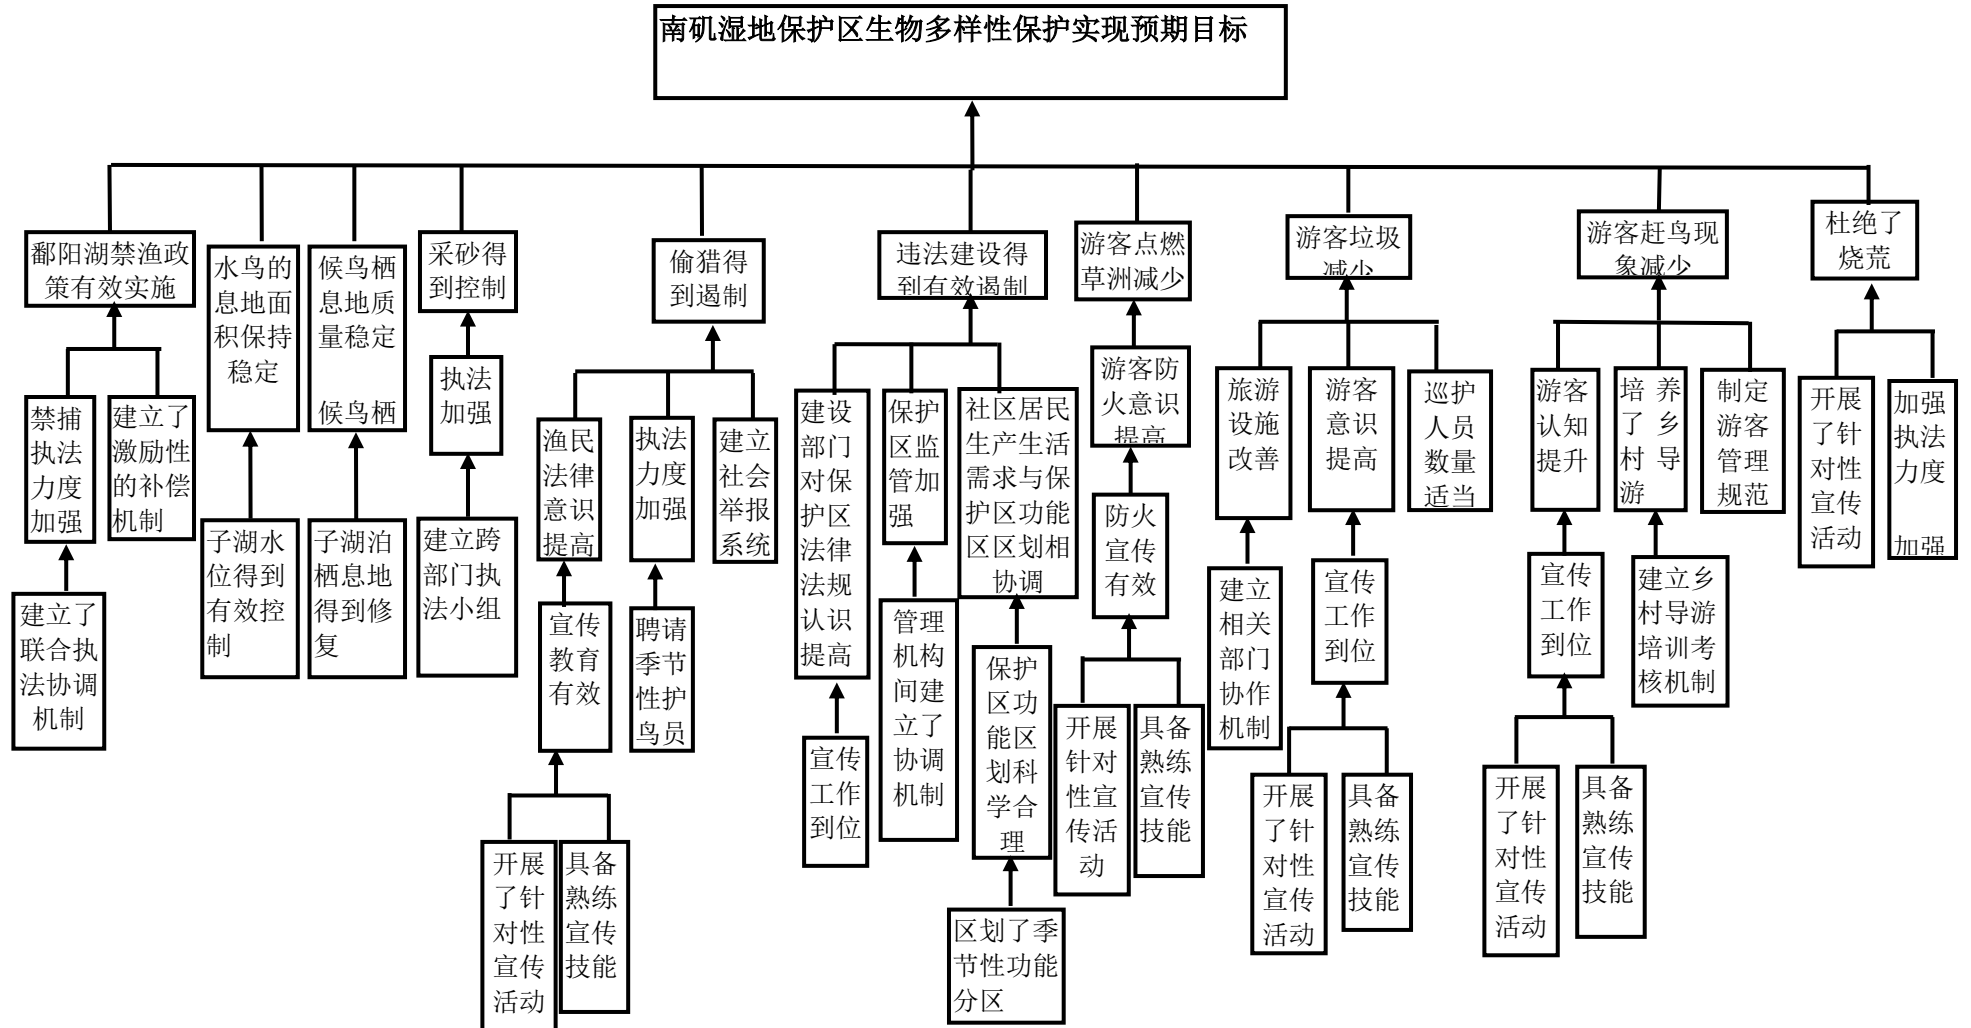 南矶湿地保护区生物多样性保护实现预期目标
鄱阳湖禁渔政
策有效实施
水鸟的
息地面
积保持
稳定
候鸟栖
息地质
量稳定
候鸟栖
采砂得
到控制
偷猎得
到遏制
违法建设得
到有效遏制
游客点燃
草洲减少
游客垃圾
减少
游客赶鸟现
象减少
杜绝了
烧荒
禁捕
执法
力度
加强
建立了
激励性
的补偿
机制
执法
加强
渔民
法律
意识
提高
执法
力度
加强
建立
社会
举报
系统
建设
部门
对保
护区
法律
法规
认识
提高
保护
区监
管加
强
社区居民
生产生活
需求与保
护区功能
区区划相
协调
游客防
火意识
提高
旅游
设施
改善
游客
意识
提高
巡护
人员
数量
适当
游客
认知
提升
培 养
了 乡
村 导
游
制定
游客
管理
规范
开展
了针
对性
宣传
活动
加强
执法
力度
加强
建立了
联合执
法协调
机制
子湖水
位得到
有效控
制
子湖泊
栖息地
得到修
复
建立跨
部门执
法小组
宣传
教育
有效
聘请
季节
性护
鸟员
宣传
工作
到位
管理
机构
间建
立了
协调
机制
保护
区功
能区
划科
学合
理
防火
宣传
有效
建立
相关
部门
协作
机制
宣传
工作
到位
宣传
工作
到位
建立乡
村导游
培训考
核机制
开展
了针
对性
宣传
活动
具备
熟练
宣传
技能
区划了季
节性功能
分区
开展
针对
性宣
传活
动
具备
熟练
宣传
技能
开展
了针
对性
宣传
活动
具备
熟练
宣传
技能
开展
了针
对性
宣传
活动
具备
熟练
宣传
技能